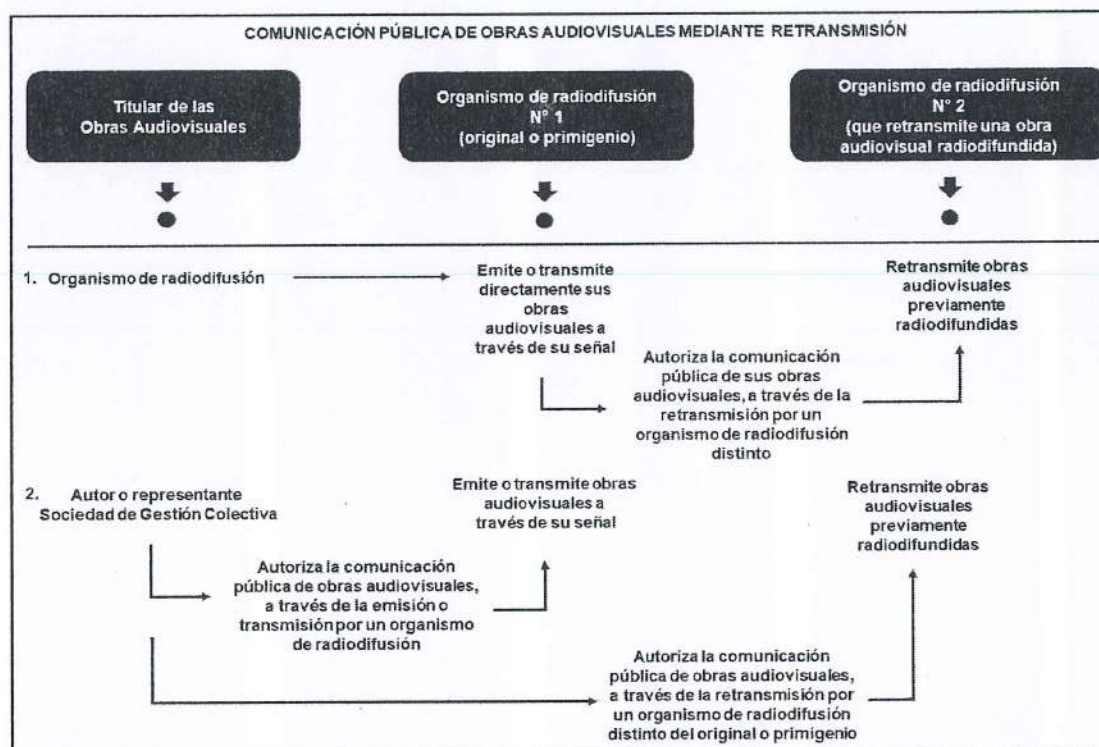 COMUNICACIÓN PÚBLICA DE OBRAS AUDIOVISUALES MEDIANTE RETRANSMISIÓN
Titular de las
Obras Audiovisuales
Organismo de radiodifusión
N° 1
(original o primigenio)
Organismo de radiodifusión
N° 2
(que retransmite una obra
audiovisual radiodifundida)
1. Organismo de radiodifusión
Emite o transmite
directamente sus
obras
audiovisuales a
través de su señal
Autoriza la comunicación
pública de sus obras
audiovisuales, a través de la
retransmisión por un
organismo de radiodifusión
distinto
Retransmite obras
audiovisuales
previamente
radiodifundidas
2. Autor o representante
Sociedad de Gestión Colectiva
Autoriza la comunicación
pública de obras audiovisuales,
a través de la emisión o
transmisión por un organismo
de radiodifusión
Emite o transmite obras
audiovisuales a
través de su señal
Autoriza la comunicación
pública de obras audiovisuales,
a través de la retransmisión por
un organismo de radiodifusión
distinto del original o primigenio
Retransmite obras
audiovisuales
previamente
radiodifundidas